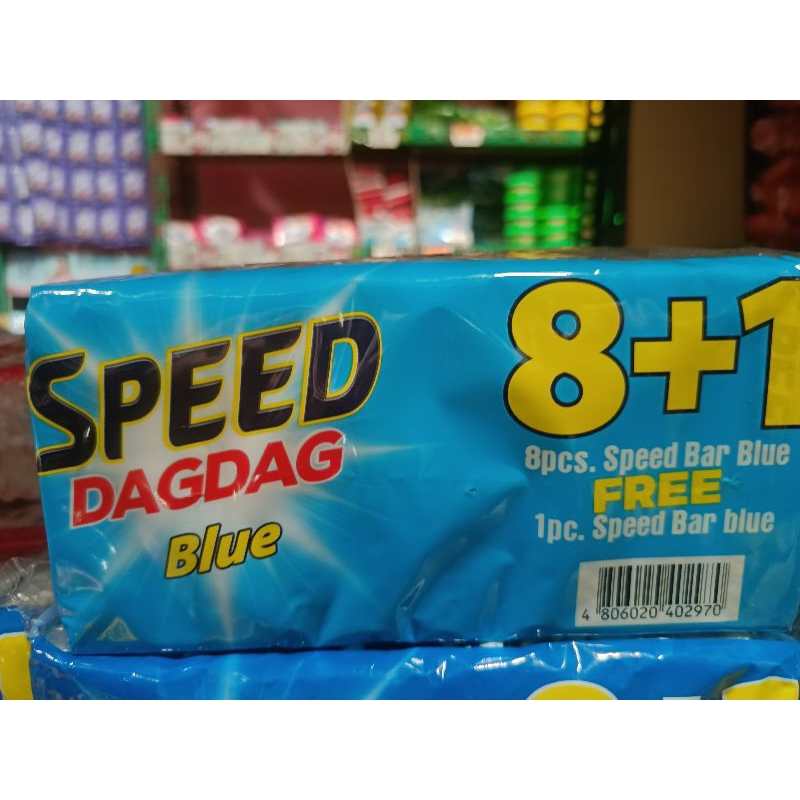 SPEED
DAGDAG
Blue
8+1
8pcs. Speed Bar Blue
FREE
1pc. Speed Bar blue
4 806020 402970